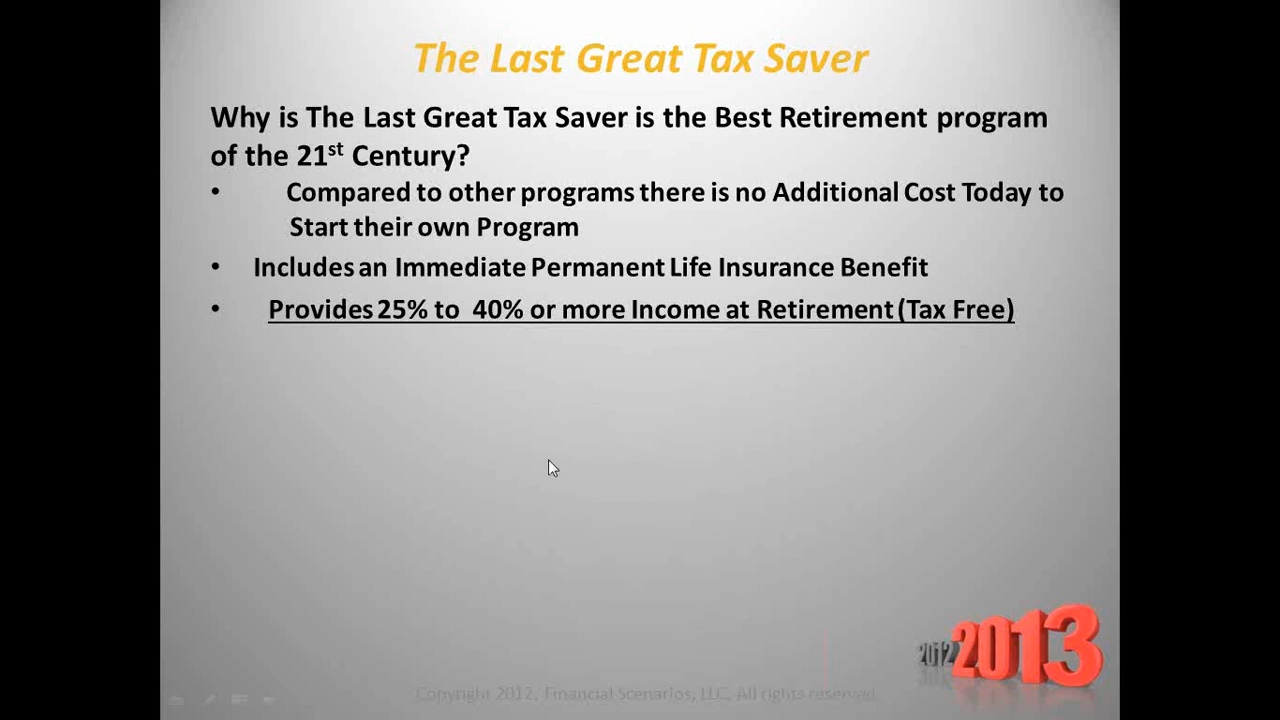 The Last Great Tax Saver
Why is The Last Great Tax Saver is the Best Retirement program
of the 21st Century?
• Compared to other programs there is no Additional Cost Today to
Start their own Program
• Includes an Immediate Permanent Life Insurance Benefit
• Provides 25% to 40% or more Income at Retirement (Tax Free)
2012 2013
Copyright 2012, Financial Scenarios, LLC, All rights reserved